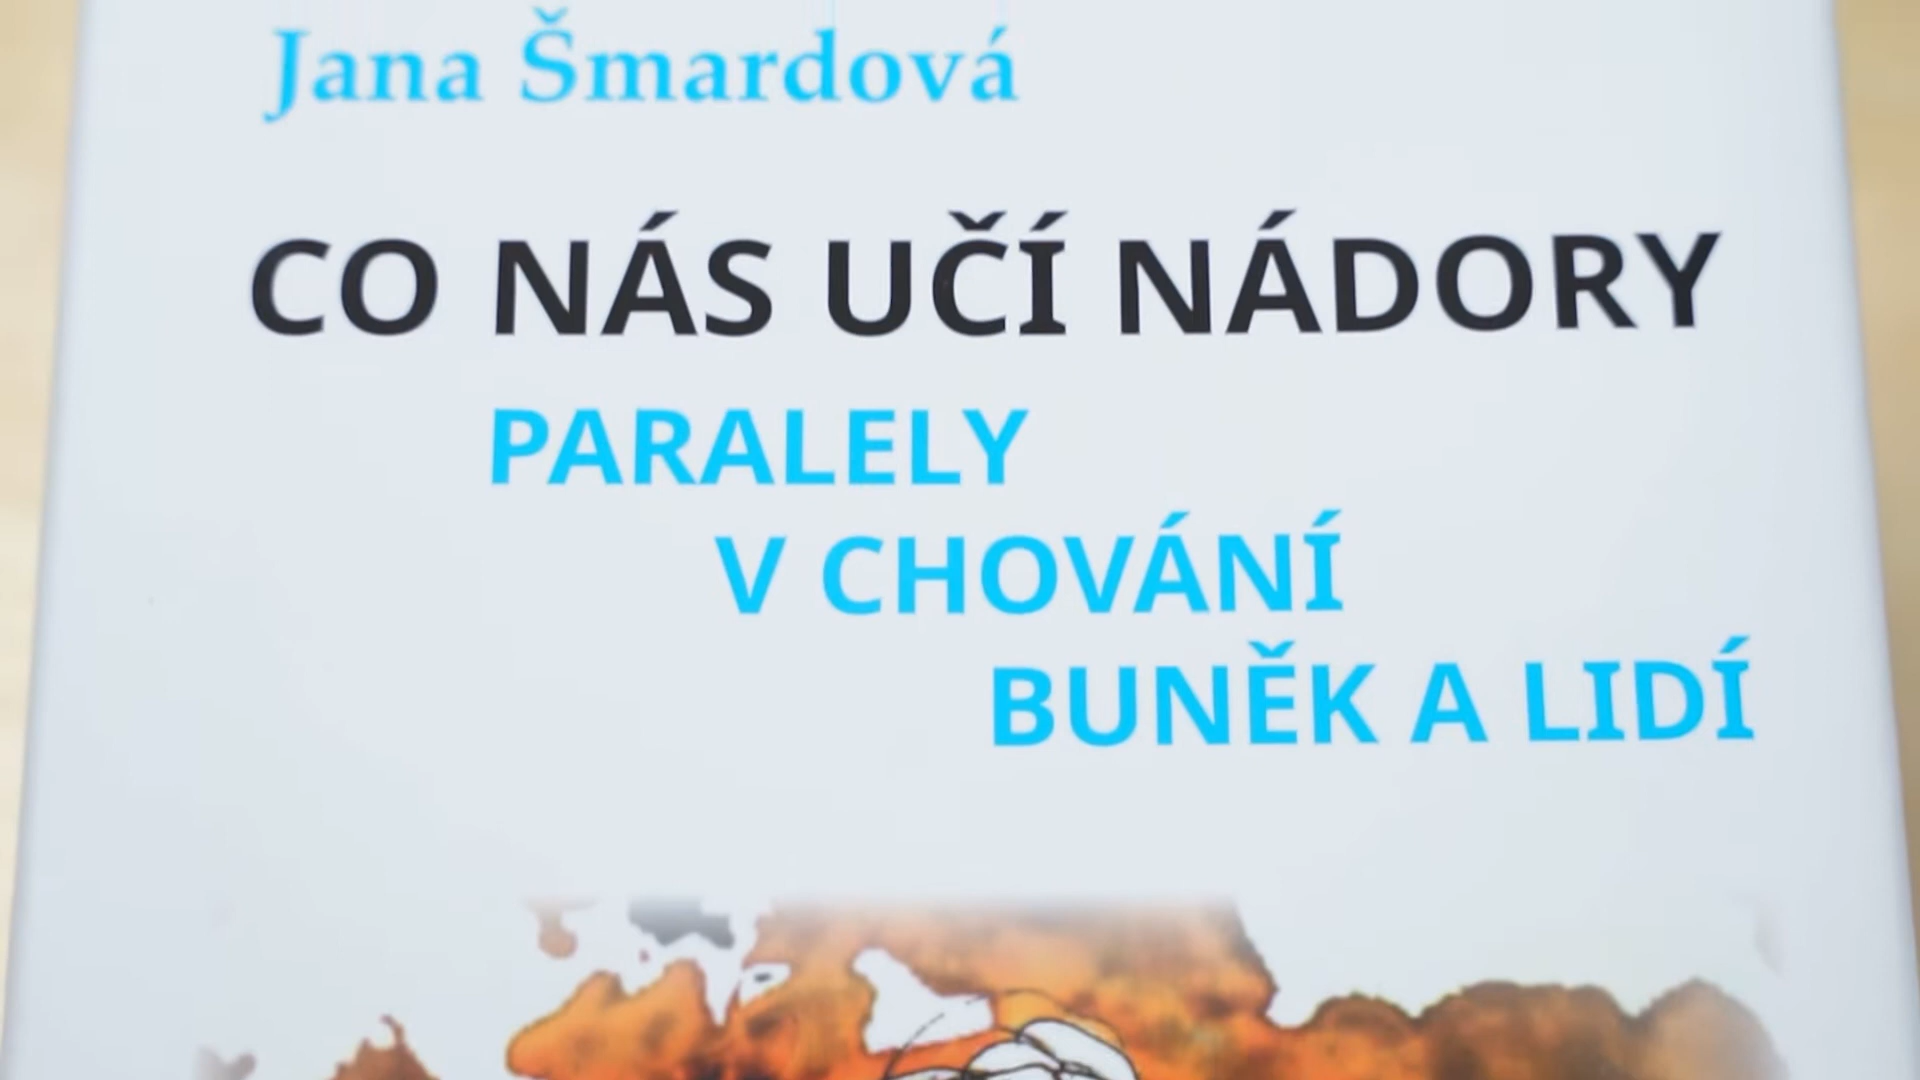 Jana Šmardová
CO NÁS UČÍ NÁDORY
PARALELY
V CHOVÁNÍ
BUNĚK A LIDÍ